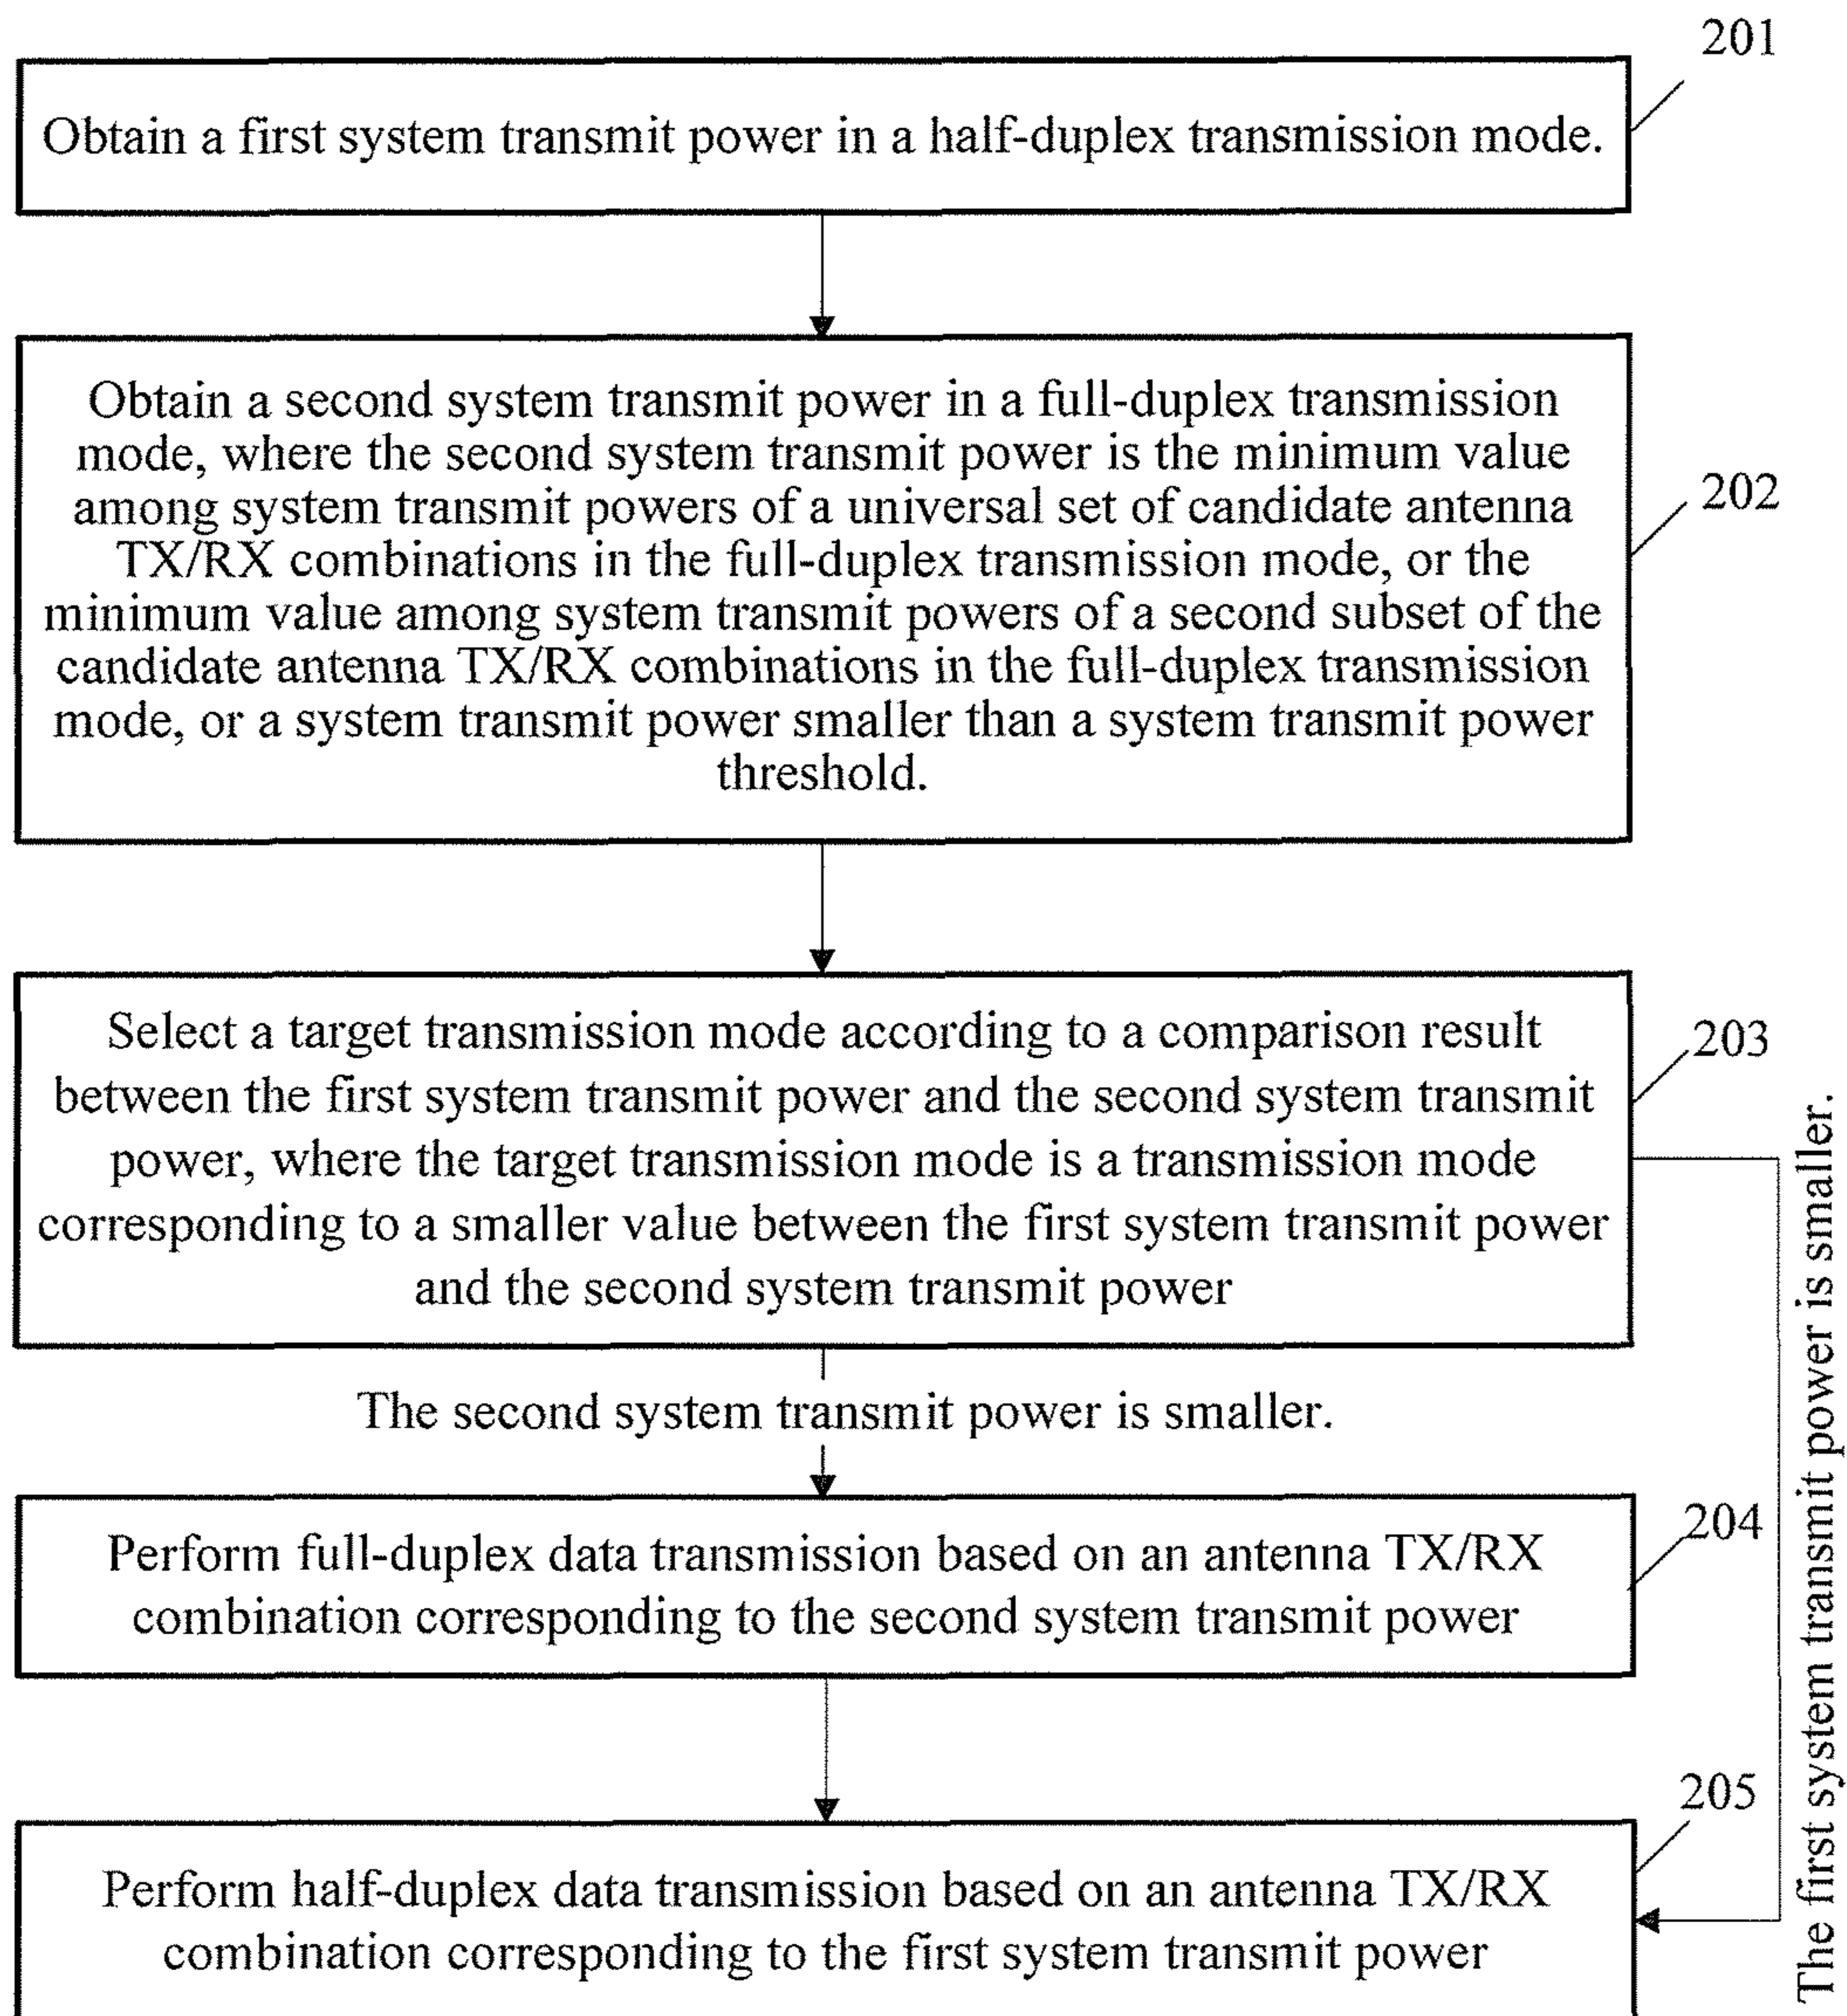 201
Obtain a first system transmit power in a half-duplex transmission mode.
Obtain a second system transmit power in a full-duplex transmission
mode, where the second system transmit power is the minimum value
among system transmit powers of a universal set of candidate antenna
TX/RX combinations in the full-duplex transmission mode, or the
minimum value among system transmit powers of a second subset of the
candidate antenna TX/RX combinations in the full-duplex transmission
mode, or a system transmit power smaller than a system transmit power
threshold.
202
Select a target transmission mode according to a comparison result
between the first system transmit power and the second system transmit
power, where the target transmission mode is a transmission mode
corresponding to a smaller value between the first system transmit power
and the second system transmit power
203
The second system transmit power is smaller.
The first system transmit power is smaller.
Perform full-duplex data transmission based on an antenna TX/RX
combination corresponding to the second system transmit power
204
205
Perform half-duplex data transmission based on an antenna TX/RX
combination corresponding to the first system transmit power